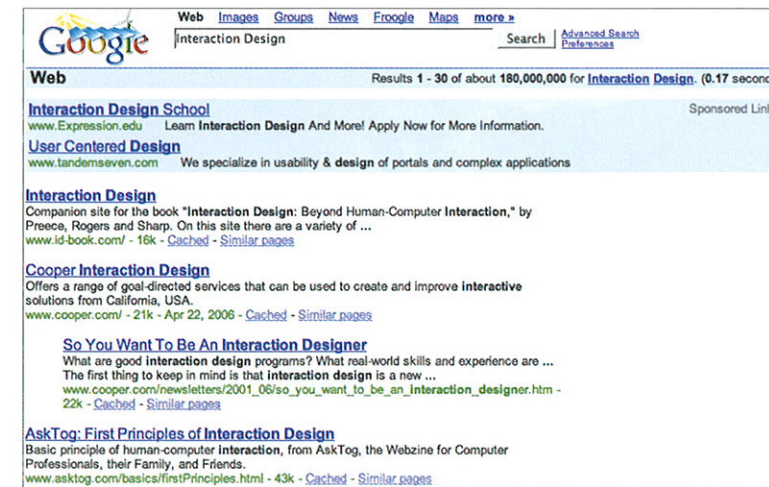 Web Images Groups News Froogle Maps more »
Google
Interaction Design Search Advanced Search
Preferences
Web Results 1 - 30 of about 180,000,000 for Interaction Design. (0.17 second
Interaction Design School Sponsored Lin
www.Expression.edu Learn Interaction Design And More! Apply Now for More Information.
User Centered Design
www.tandemseven.com We specialize in usability & design of portals and complex applications
Interaction Design
Companion site for the book "Interaction Design: Beyond Human-Computer Interaction," by
Preece, Rogers and Sharp. On this site there are a variety of ...
www.id-book.com/ - 16k - Cached - Similar pages
Cooper Interaction Design
Offers a range of goal-directed services that can be used to create and improve interactive
solutions from California, USA.
www.cooper.com/ - 21k - Apr 22, 2006 - Cached - Similar pages
So You Want To Be An Interaction Designer
What are good interaction design programs? What real-world skills and experience are ...
The first thing to keep in mind is that interaction design is a new ...
www.cooper.com/newsletters/2001_06/so_you_want_to_be_an_interaction_designer.htm -
22k - Cached - Similar pages
AskTog: First Principles of Interaction Design
Basic principle of human-computer interaction, from AskTog, the Webzine for Computer
Professionals, their Family, and Friends.
www.asktog.com/basics/firstPrinciples.html - 43k - Cached - Similar pages